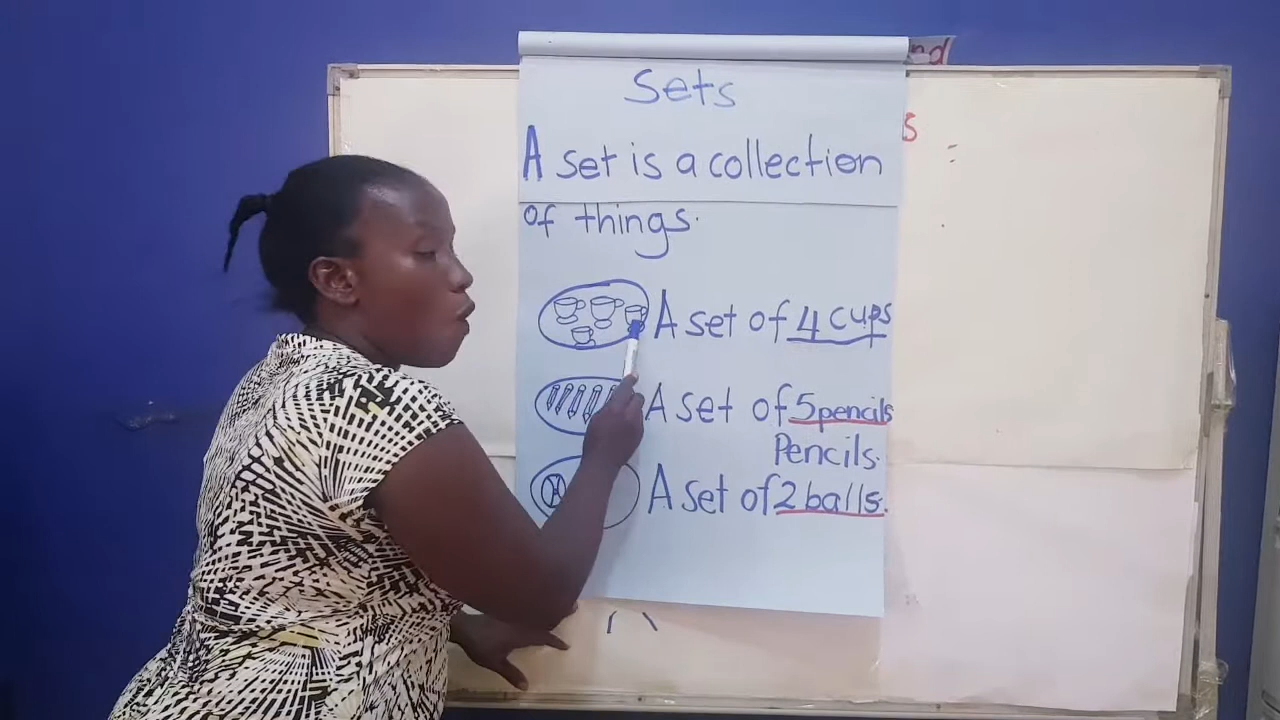 Sets
A set is a collection
of things.
A set of 4 cups
A set of 5 pencils
Pencils.
A set of 2 balls.